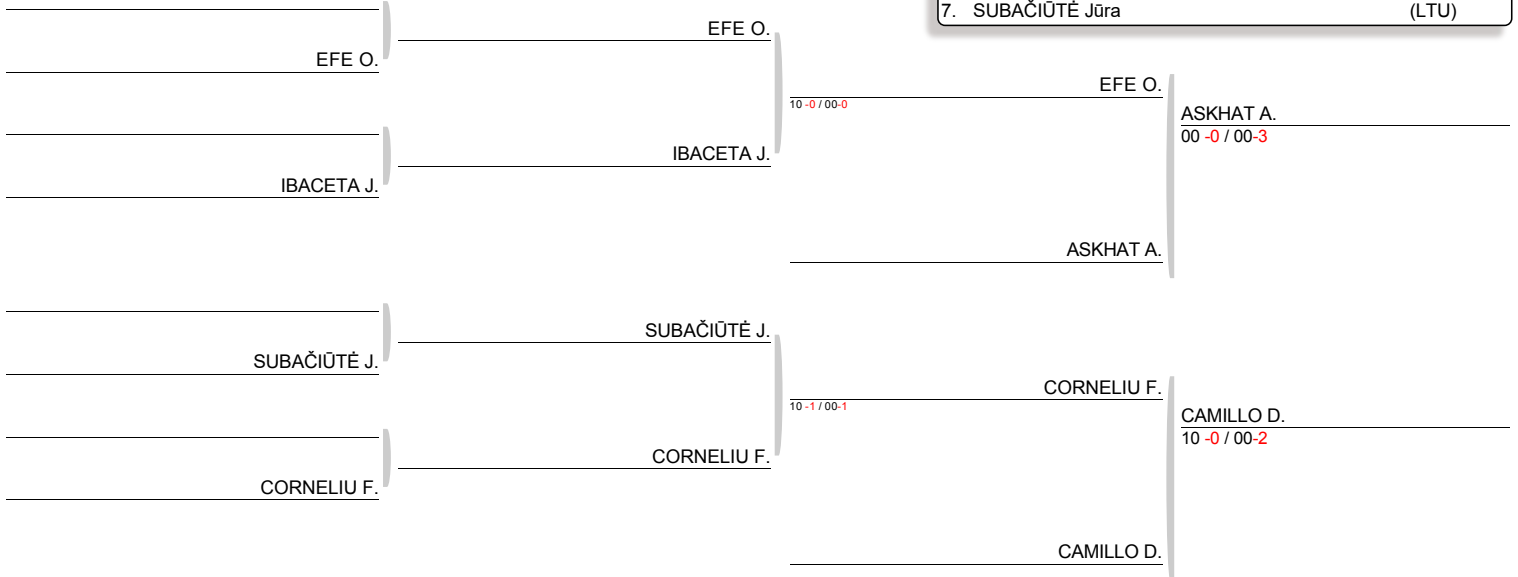 7. SUBAČIŪTĖ Jūra (LTU)
EFE O.
EFE O.
EFE O.
10 -0 / 00-0
ASKHAT A.
00 -0 / 00-3
IBACETA J.
IBACETA J.
ASKHAT A.
SUBAČIŪTĖ J.
SUBAČIŪTĖ J.
CORNELIU F.
10 -1 / 00-1
CAMILLO D.
10 -0 / 00-2
CORNELIU F.
CORNELIU F.
CAMILLO D.